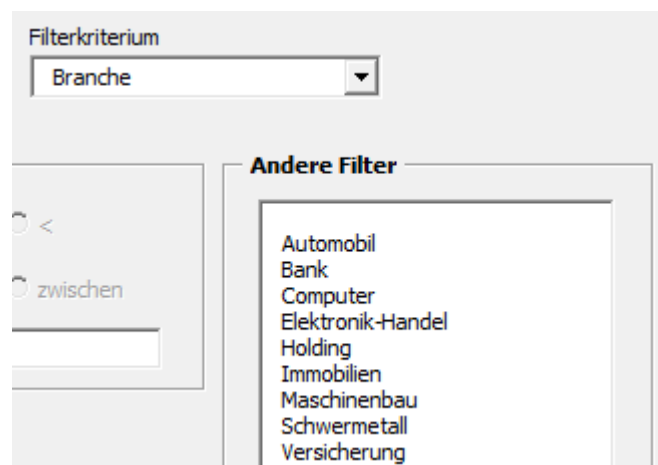 Filterkriterium
Branche
Andere Filter
<
zwischen
Automobil
Bank
Computer
Elektronik-Handel
Holding
Immobilien
Maschinenbau
Schwermetall
Versicherung